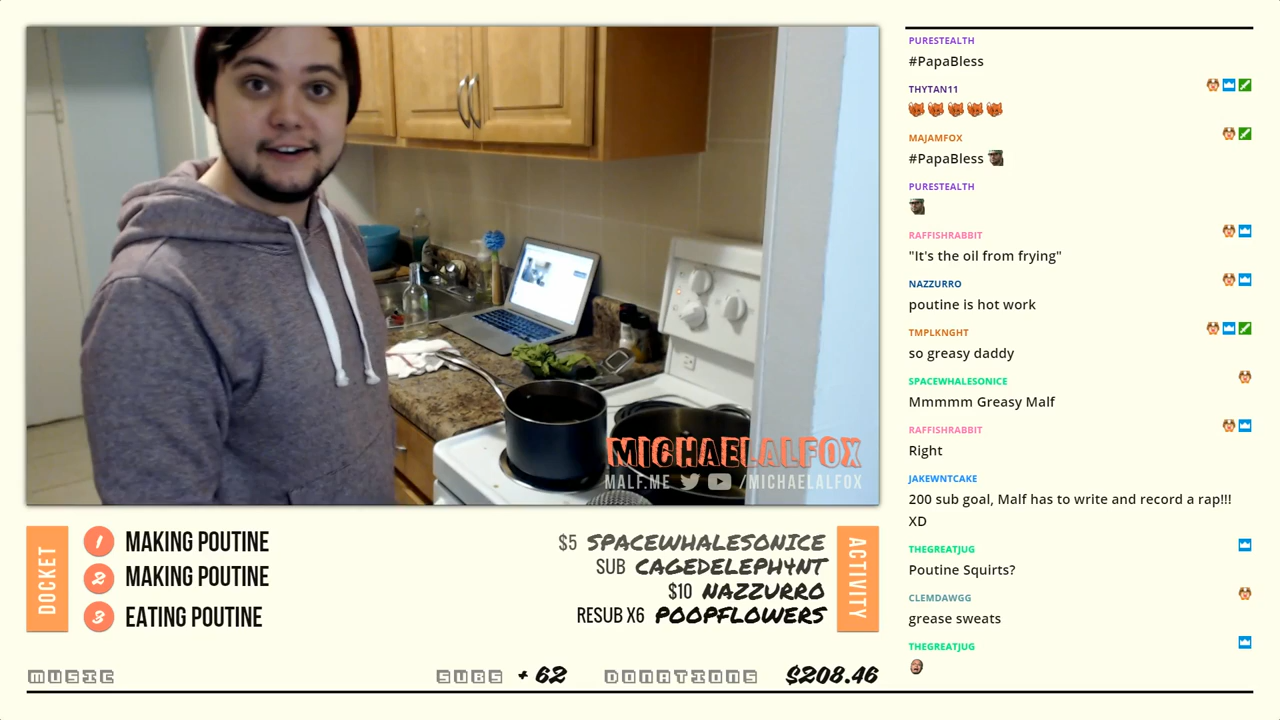 MICHAELALFOX
MALF.ME /MICHAELALFOX
DOCKET
1 MAKING POUTINE
2 MAKING POUTINE
3 EATING POUTINE
$5 SPACEWHALESONICE
SUB CAGEDELEPH4NT
$10 NAZZURRO
RESUB X6 POOPFLOWERS
ACTIVITY
MUSIC
SUBS + 62
DONATIONS $208.46
PURESTEALTH
#PapaBless
THYTAN11
MAJAMFOX
#PapaBless
PURESTEALTH
RAFFISHRABBIT
"It's the oil from frying"
NAZZURRO
poutine is hot work
TMPLKNGHT
so greasy daddy
SPACEWHALESONICE
Mmmmm Greasy Malf
RAFFISHRABBIT
Right
JAKEWNTCAKE
200 sub goal, Malf has to write and record a rap!!!
XD
THEGREATJUG
Poutine Squirts?
CLEMDAWGG
grease sweats
THEGREATJUG